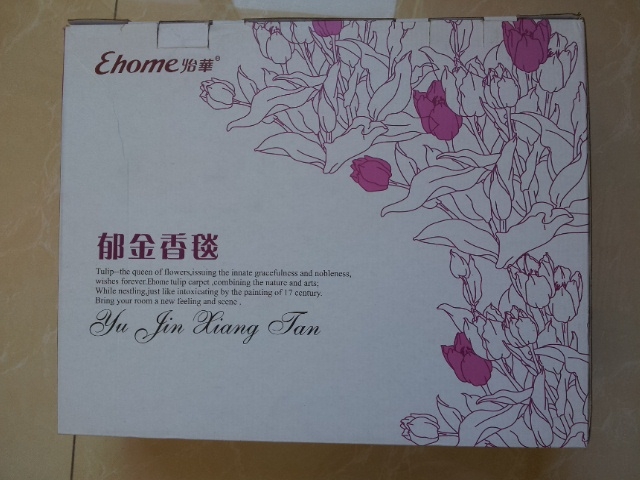 Ehome 怡華®
郁金香毯
Tulip--the queen of flowers,issuing the innate gracefulness and nobleness,
wishes forever.Ehome tulip carpet ,combining the nature and arts;
While nestling,just like intoxicating by the painting of 17 century.
Bring your room a new feeling and scene .
Yu Jin Xiang Tan